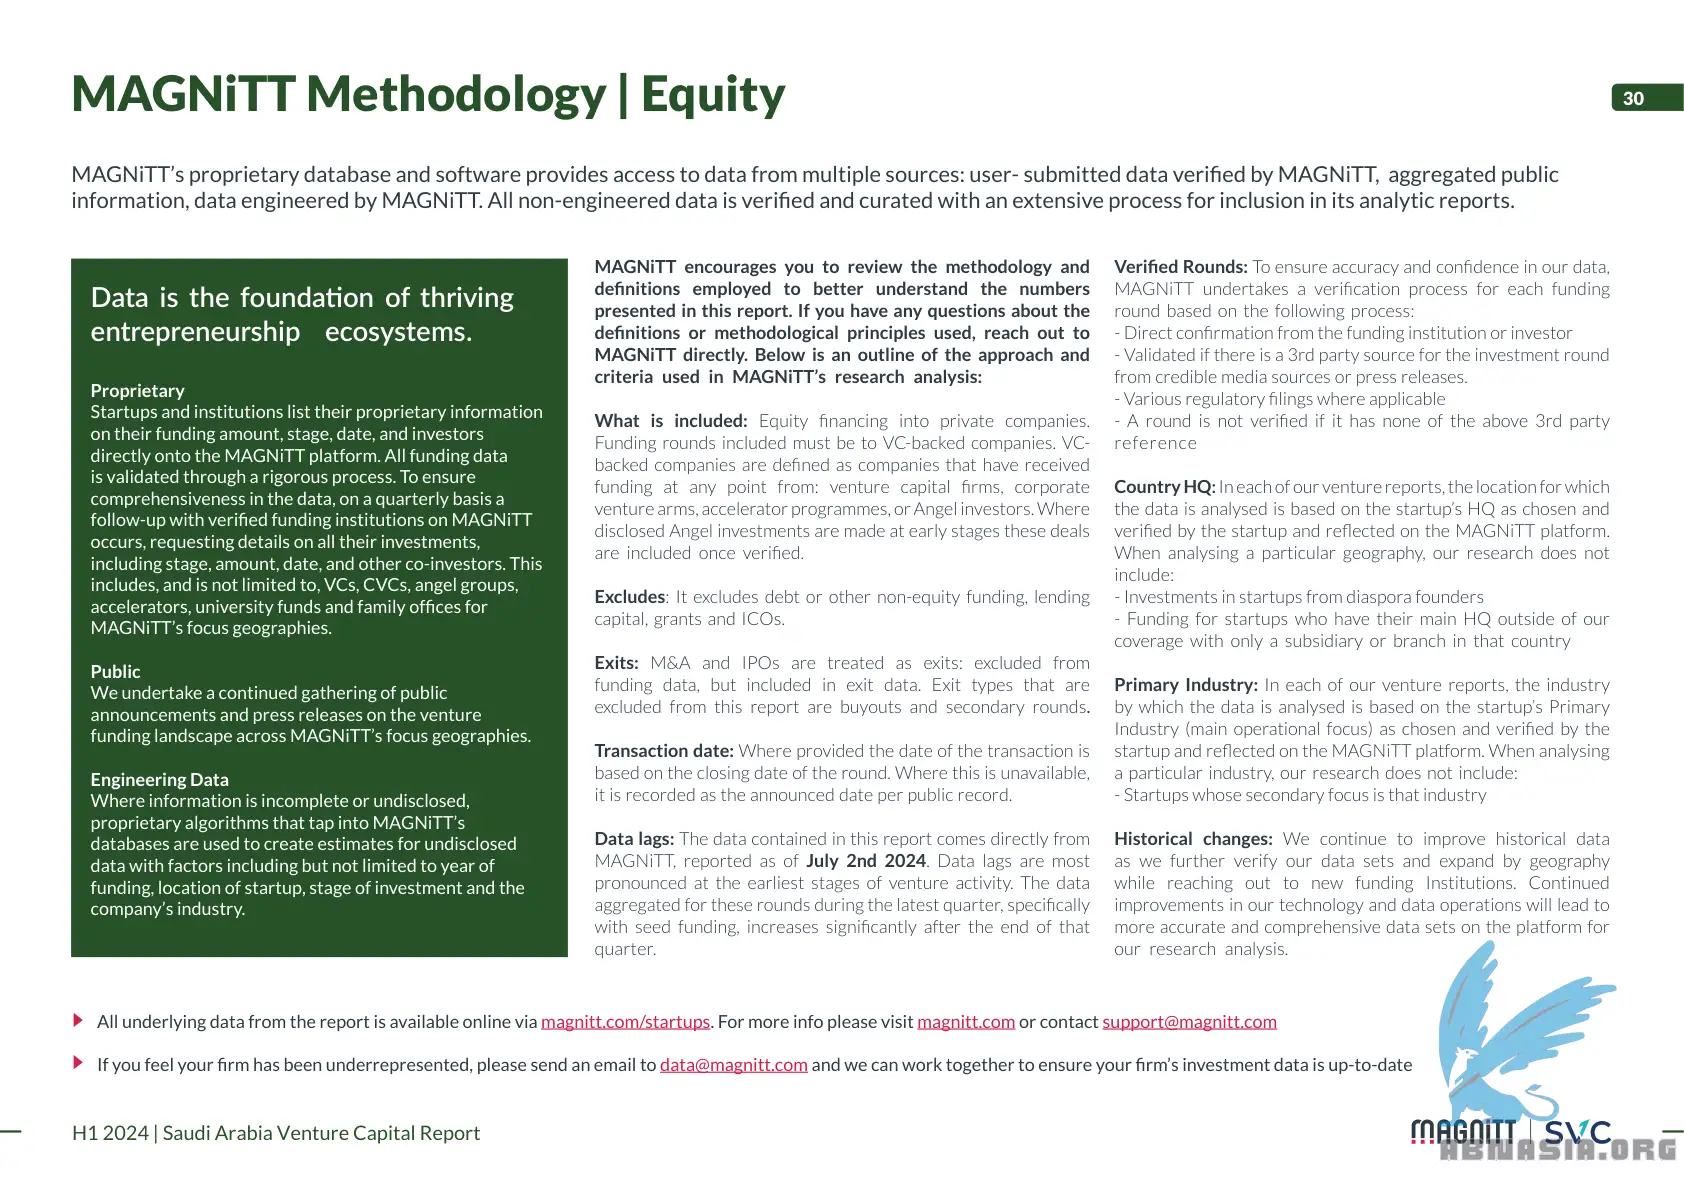 MAGNiTT Methodology | Equity
30
MAGNiTT’s proprietary database and software provides access to data from multiple sources: user- submitted data verified by MAGNiTT, aggregated public
information, data engineered by MAGNiTT. All non-engineered data is verified and curated with an extensive process for inclusion in its analytic reports.
Data is the foundation of thriving
entrepreneurship ecosystems.
Proprietary
Startups and institutions list their proprietary information
on their funding amount, stage, date, and investors
directly onto the MAGNiTT platform. All funding data
is validated through a rigorous process. To ensure
comprehensiveness in the data, on a quarterly basis a
follow-up with verified funding institutions on MAGNiTT
occurs, requesting details on all their investments,
including stage, amount, date, and other co-investors. This
includes, and is not limited to, VCs, CVCs, angel groups,
accelerators, university funds and family offices for
MAGNiTT’s focus geographies.
Public
We undertake a continued gathering of public
announcements and press releases on the venture
funding landscape across MAGNiTT’s focus geographies.
Engineering Data
Where information is incomplete or undisclosed,
proprietary algorithms that tap into MAGNiTT’s
databases are used to create estimates for undisclosed
data with factors including but not limited to year of
funding, location of startup, stage of investment and the
company’s industry.
MAGNiTT encourages you to review the methodology and
definitions employed to better understand the numbers
presented in this report. If you have any questions about the
definitions or methodological principles used, reach out to
MAGNiTT directly. Below is an outline of the approach and
criteria used in MAGNiTT’s research analysis:
What is included: Equity financing into private companies.
Funding rounds included must be to VC-backed companies. VC-
backed companies are defined as companies that have received
funding at any point from: venture capital firms, corporate
venture arms, accelerator programmes, or Angel investors. Where
disclosed Angel investments are made at early stages these deals
are included once verified.
Excludes: It excludes debt or other non-equity funding, lending
capital, grants and ICOs.
Exits: M&A and IPOs are treated as exits: excluded from
funding data, but included in exit data. Exit types that are
excluded from this report are buyouts and secondary rounds.
Transaction date: Where provided the date of the transaction is
based on the closing date of the round. Where this is unavailable,
it is recorded as the announced date per public record.
Data lags: The data contained in this report comes directly from
MAGNiTT, reported as of July 2nd 2024. Data lags are most
pronounced at the earliest stages of venture activity. The data
aggregated for these rounds during the latest quarter, specifically
with seed funding, increases significantly after the end of that
quarter.
Verified Rounds: To ensure accuracy and confidence in our data,
MAGNiTT undertakes a verification process for each funding
round based on the following process:
- Direct confirmation from the funding institution or investor
- Validated if there is a 3rd party source for the investment round
from credible media sources or press releases.
- Various regulatory filings where applicable
- A round is not verified if it has none of the above 3rd party
reference
Country HQ: In each of our venture reports, the location for which
the data is analysed is based on the startup’s HQ as chosen and
verified by the startup and reflected on the MAGNiTT platform.
When analysing a particular geography, our research does not
include:
- Investments in startups from diaspora founders
- Funding for startups who have their main HQ outside of our
coverage with only a subsidiary or branch in that country
Primary Industry: In each of our venture reports, the industry
by which the data is analysed is based on the startup’s Primary
Industry (main operational focus) as chosen and verified by the
startup and reflected on the MAGNiTT platform. When analysing
a particular industry, our research does not include:
- Startups whose secondary focus is that industry
Historical changes: We continue to improve historical data
as we further verify our data sets and expand by geography
while reaching out to new funding Institutions. Continued
improvements in our technology and data operations will lead to
more accurate and comprehensive data sets on the platform for
our research analysis.
All underlying data from the report is available online via magnitt.com/startups. For more info please visit magnitt.com or contact support@magnitt.com
If you feel your firm has been underrepresented, please send an email to data@magnitt.com and we can work together to ensure your firm’s investment data is up-to-date
H1 2024 | Saudi Arabia Venture Capital Report
MAGNiTT | SVC
ABNASIA.ORG